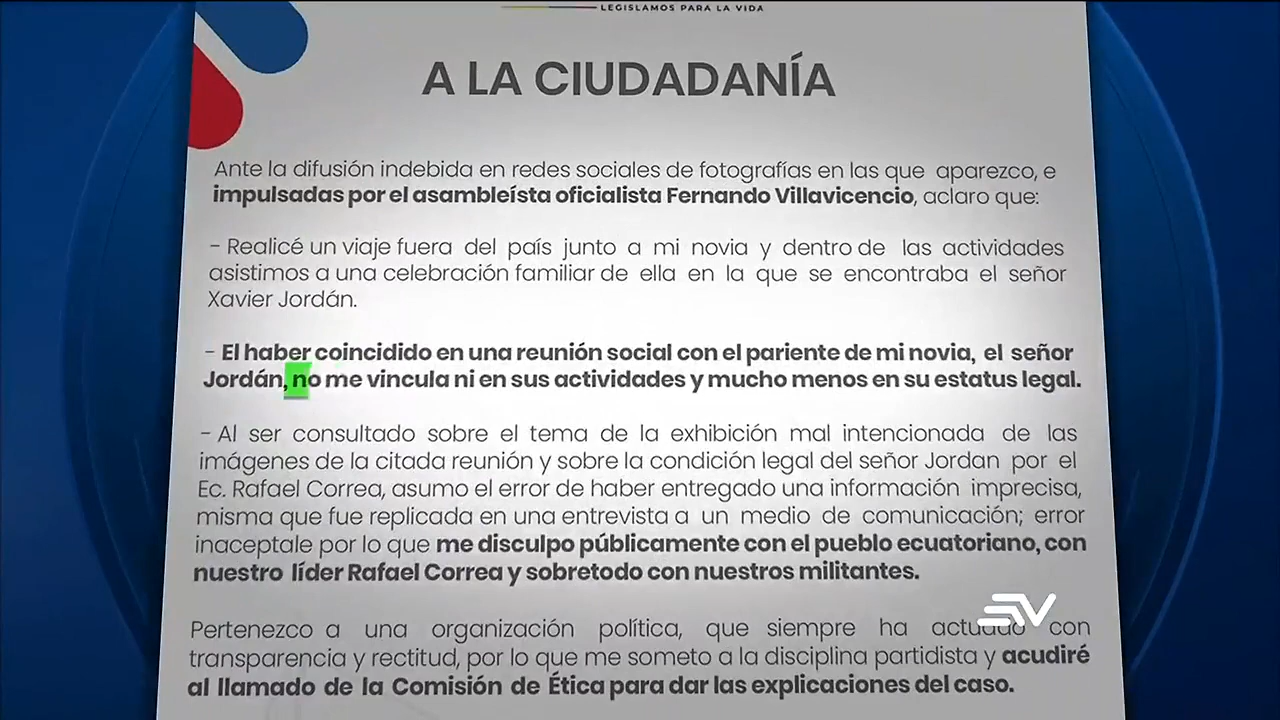 LEGISLAMOS PARA LA VIDA
A LA CIUDADANÍA
Ante la difusión indebida en redes sociales de fotografías en las que aparezco, e
impulsadas por el asambleísta oficialista Fernando Villavicencio, aclaro que:
- Realicé un viaje fuera del país junto a mi novia y dentro de las actividades
asistimos a una celebración familiar de ella en la que se encontraba el señor
Xavier Jordán.
- El haber coincidido en una reunión social con el pariente de mi novia, el señor
Jordán, no me vincula ni en sus actividades y mucho menos en su estatus legal.
- Al ser consultado sobre el tema de la exhibición mal intencionada de las
imágenes de la citada reunión y sobre la condición legal del señor Jordan por el
Ec. Rafael Correa, asumo el error de haber entregado una información imprecisa,
misma que fue replicada en una entrevista a un medio de comunicación; error
inaceptale por lo que me disculpo públicamente con el pueblo ecuatoriano, con
nuestro líder Rafael Correa y sobretodo con nuestros militantes.
EV
Pertenezco a una organización política, que siempre ha actuado con
transparencia y rectitud, por lo que me someto a la disciplina partidista y acudiré
al llamado de la Comisión de Ética para dar las explicaciones del caso.